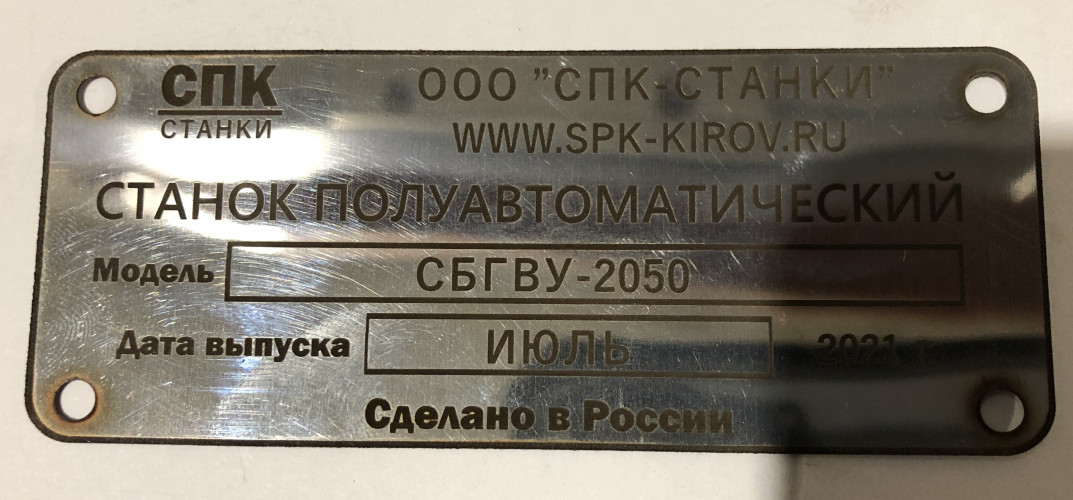 СПК
СТАНКИ
ООО "СПК-СТАНКИ"
WWW.SPK-KIROV.RU
СТАНОК ПОЛУАВТОМАТИЧЕСКИЙ
Модель СБГВУ-2050
Дата выпуска ИЮЛЬ 2021 г.
Сделано в России